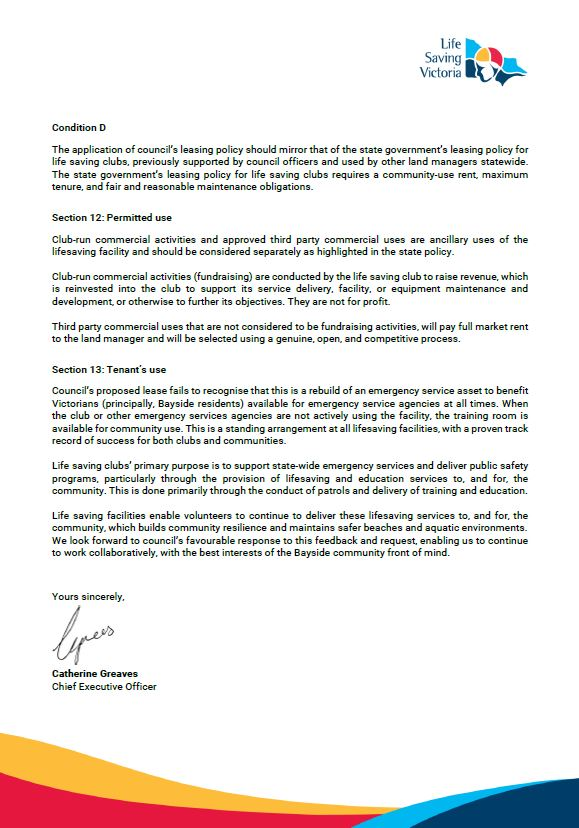 Life
Saving
Victoria
Condition D
The application of council's leasing policy should mirror that of the state government's leasing policy for
life saving clubs, previously supported by council officers and used by other land managers statewide.
The state government's leasing policy for life saving clubs requires a community-use rent, maximum
tenure, and fair and reasonable maintenance obligations.
Section 12: Permitted use
Club-run commercial activities and approved third party commercial uses are ancillary uses of the
lifesaving facility and should be considered separately as highlighted in the state policy.
Club-run commercial activities (fundraising) are conducted by the life saving club to raise revenue, which
is reinvested into the club to support its service delivery, facility, or equipment maintenance and
development, or otherwise to further its objectives. They are not for profit.
Third party commercial uses that are not considered to be fundraising activities, will pay full market rent
to the land manager and will be selected using a genuine, open, and competitive process.
Section 13: Tenant's use
Council's proposed lease fails to recognise that this is a rebuild of an emergency service asset to benefit
Victorians (principally, Bayside residents) available for emergency service agencies at all times. When
the club or other emergency services agencies are not actively using the facility, the training room is
available for community use. This is a standing arrangement at all lifesaving facilities, with a proven track
record of success for both clubs and communities.
Life saving clubs' primary purpose is to support state-wide emergency services and deliver public safety
programs, particularly through the provision of lifesaving and education services to, and for, the
community. This is done primarily through the conduct of patrols and delivery of training and education.
Life saving facilities enable volunteers to continue to deliver these lifesaving services to, and for, the
community, which builds community resilience and maintains safer beaches and aquatic environments.
We look forward to council's favourable response to this feedback and request, enabling us to continue
to work collaboratively, with the best interests of the Bayside community front of mind.
Yours sincerely,
Catherine Greaves
Chief Executive Officer